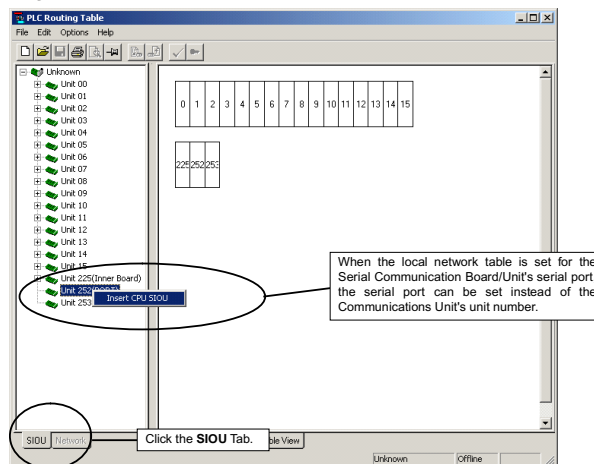 PLC Routing Table
File Edit Options Help
Unknown
Unit 00
Unit 01
Unit 02
Unit 03
Unit 04
Unit 05
Unit 06
Unit 07
Unit 08
Unit 09
Unit 10
Unit 11
Unit 12
Unit 13
Unit 14
Unit 15
Unit 225(Inner Board)
Unit 252
Insert CPU SIOU
Unit 253
0 1 2 3 4 5 6 7 8 9 10 11 12 13 14 15
225 252 253
When the local network table is set for the
Serial Communication Board/Unit's serial port
the serial port can be set instead of the
Communications Unit's unit number.
SIOU Network
Click the SIOU Tab.
ble View
Unknown Offline